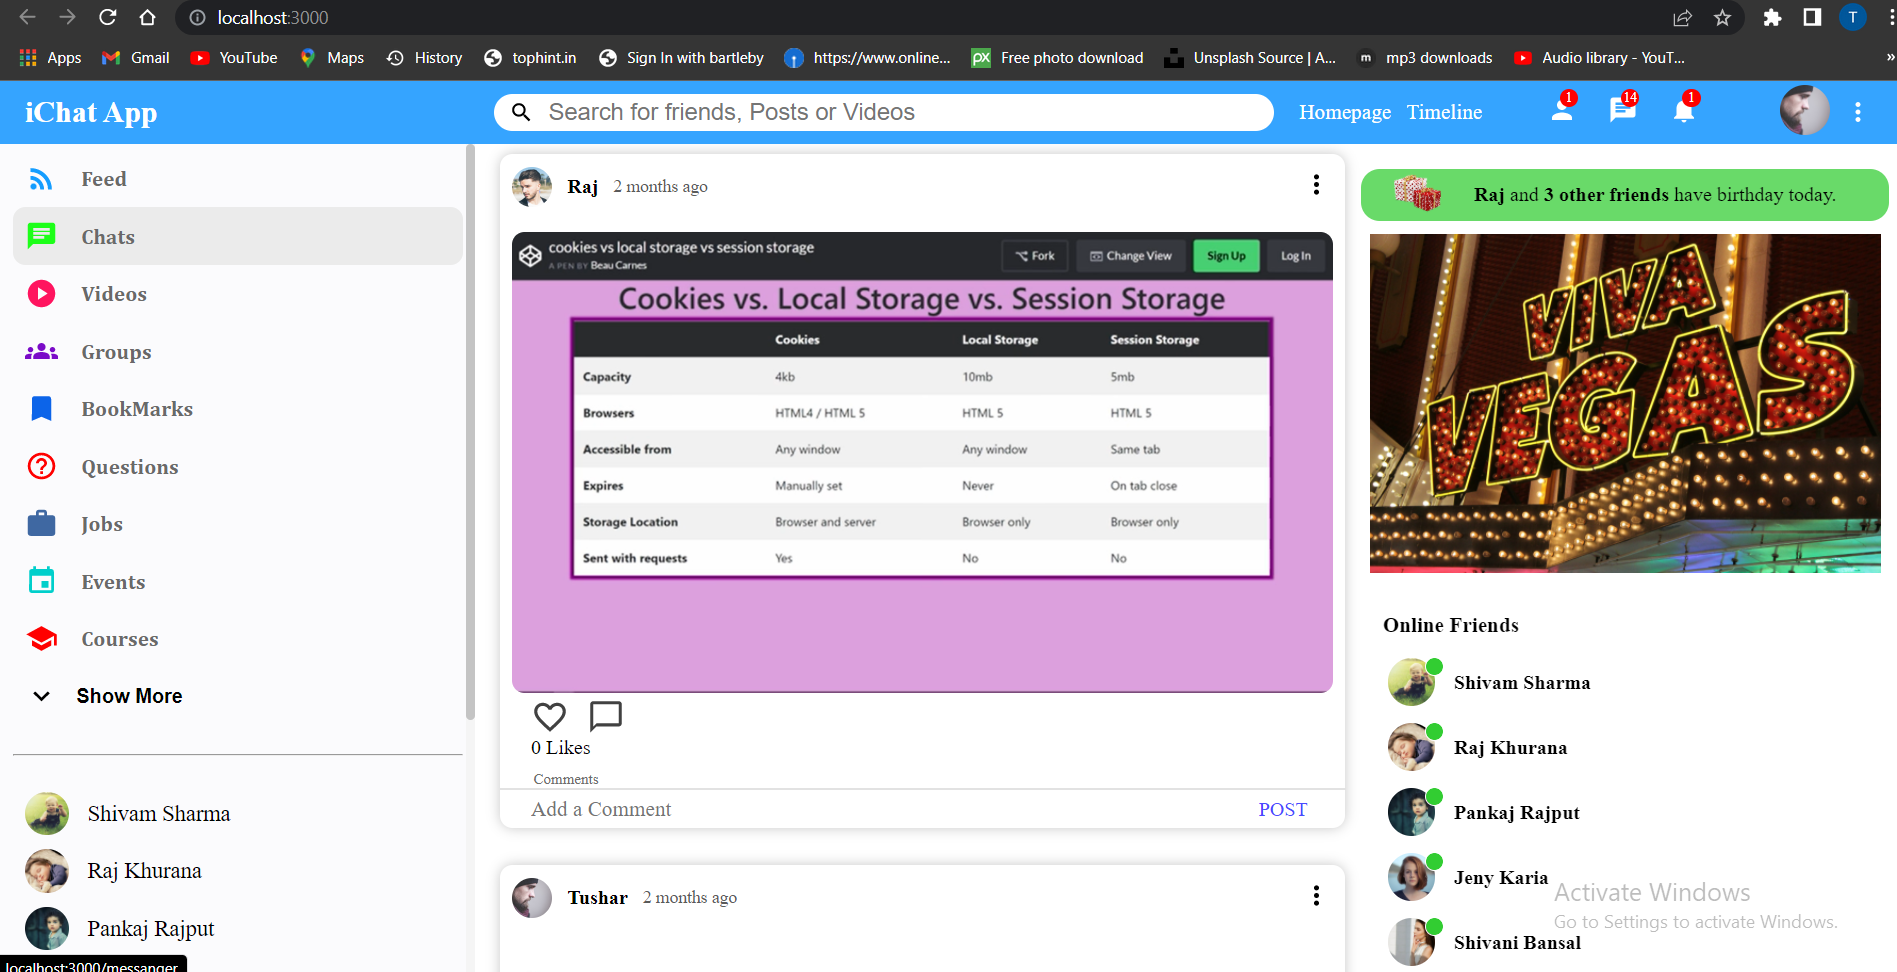 localhost:3000
T
Apps
Gmail
YouTube
Maps
History
tophint.in
Sign In with bartleby
https://www.online...
px
Free photo download
Unsplash Source | A...
m
mp3 downloads
Audio library - YouT...
»
iChat App
Search for friends, Posts or Videos
Homepage
Timeline
1
14
1
Feed
Chats
Videos
Groups
BookMarks
Questions
Jobs
Events
Courses
Show More
Shivam Sharma
Raj Khurana
Pankaj Rajput
localhost:3000/messanger
Raj 2 months ago
cookies vs local storage vs session storage
A PEN BY Beau Carnes
Fork
Change View
Sign Up
Log In
Cookies vs. Local Storage vs. Session Storage
Cookies Local Storage Session Storage
Capacity 4kb 10mb 5mb
Browsers HTML4 / HTML 5 HTML 5 HTML 5
Accessible from Any window Any window Same tab
Expires Manually set Never On tab close
Storage Location Browser and server Browser only Browser only
Sent with requests Yes No No
0 Likes
Comments
Add a Comment
POST
Tushar 2 months ago
Raj and 3 other friends have birthday today.
VIVA
VEGAS
Online Friends
Shivam Sharma
Raj Khurana
Pankaj Rajput
Jeny Karia
Shivani Bansal
Activate Windows
Go to Settings to activate Windows.